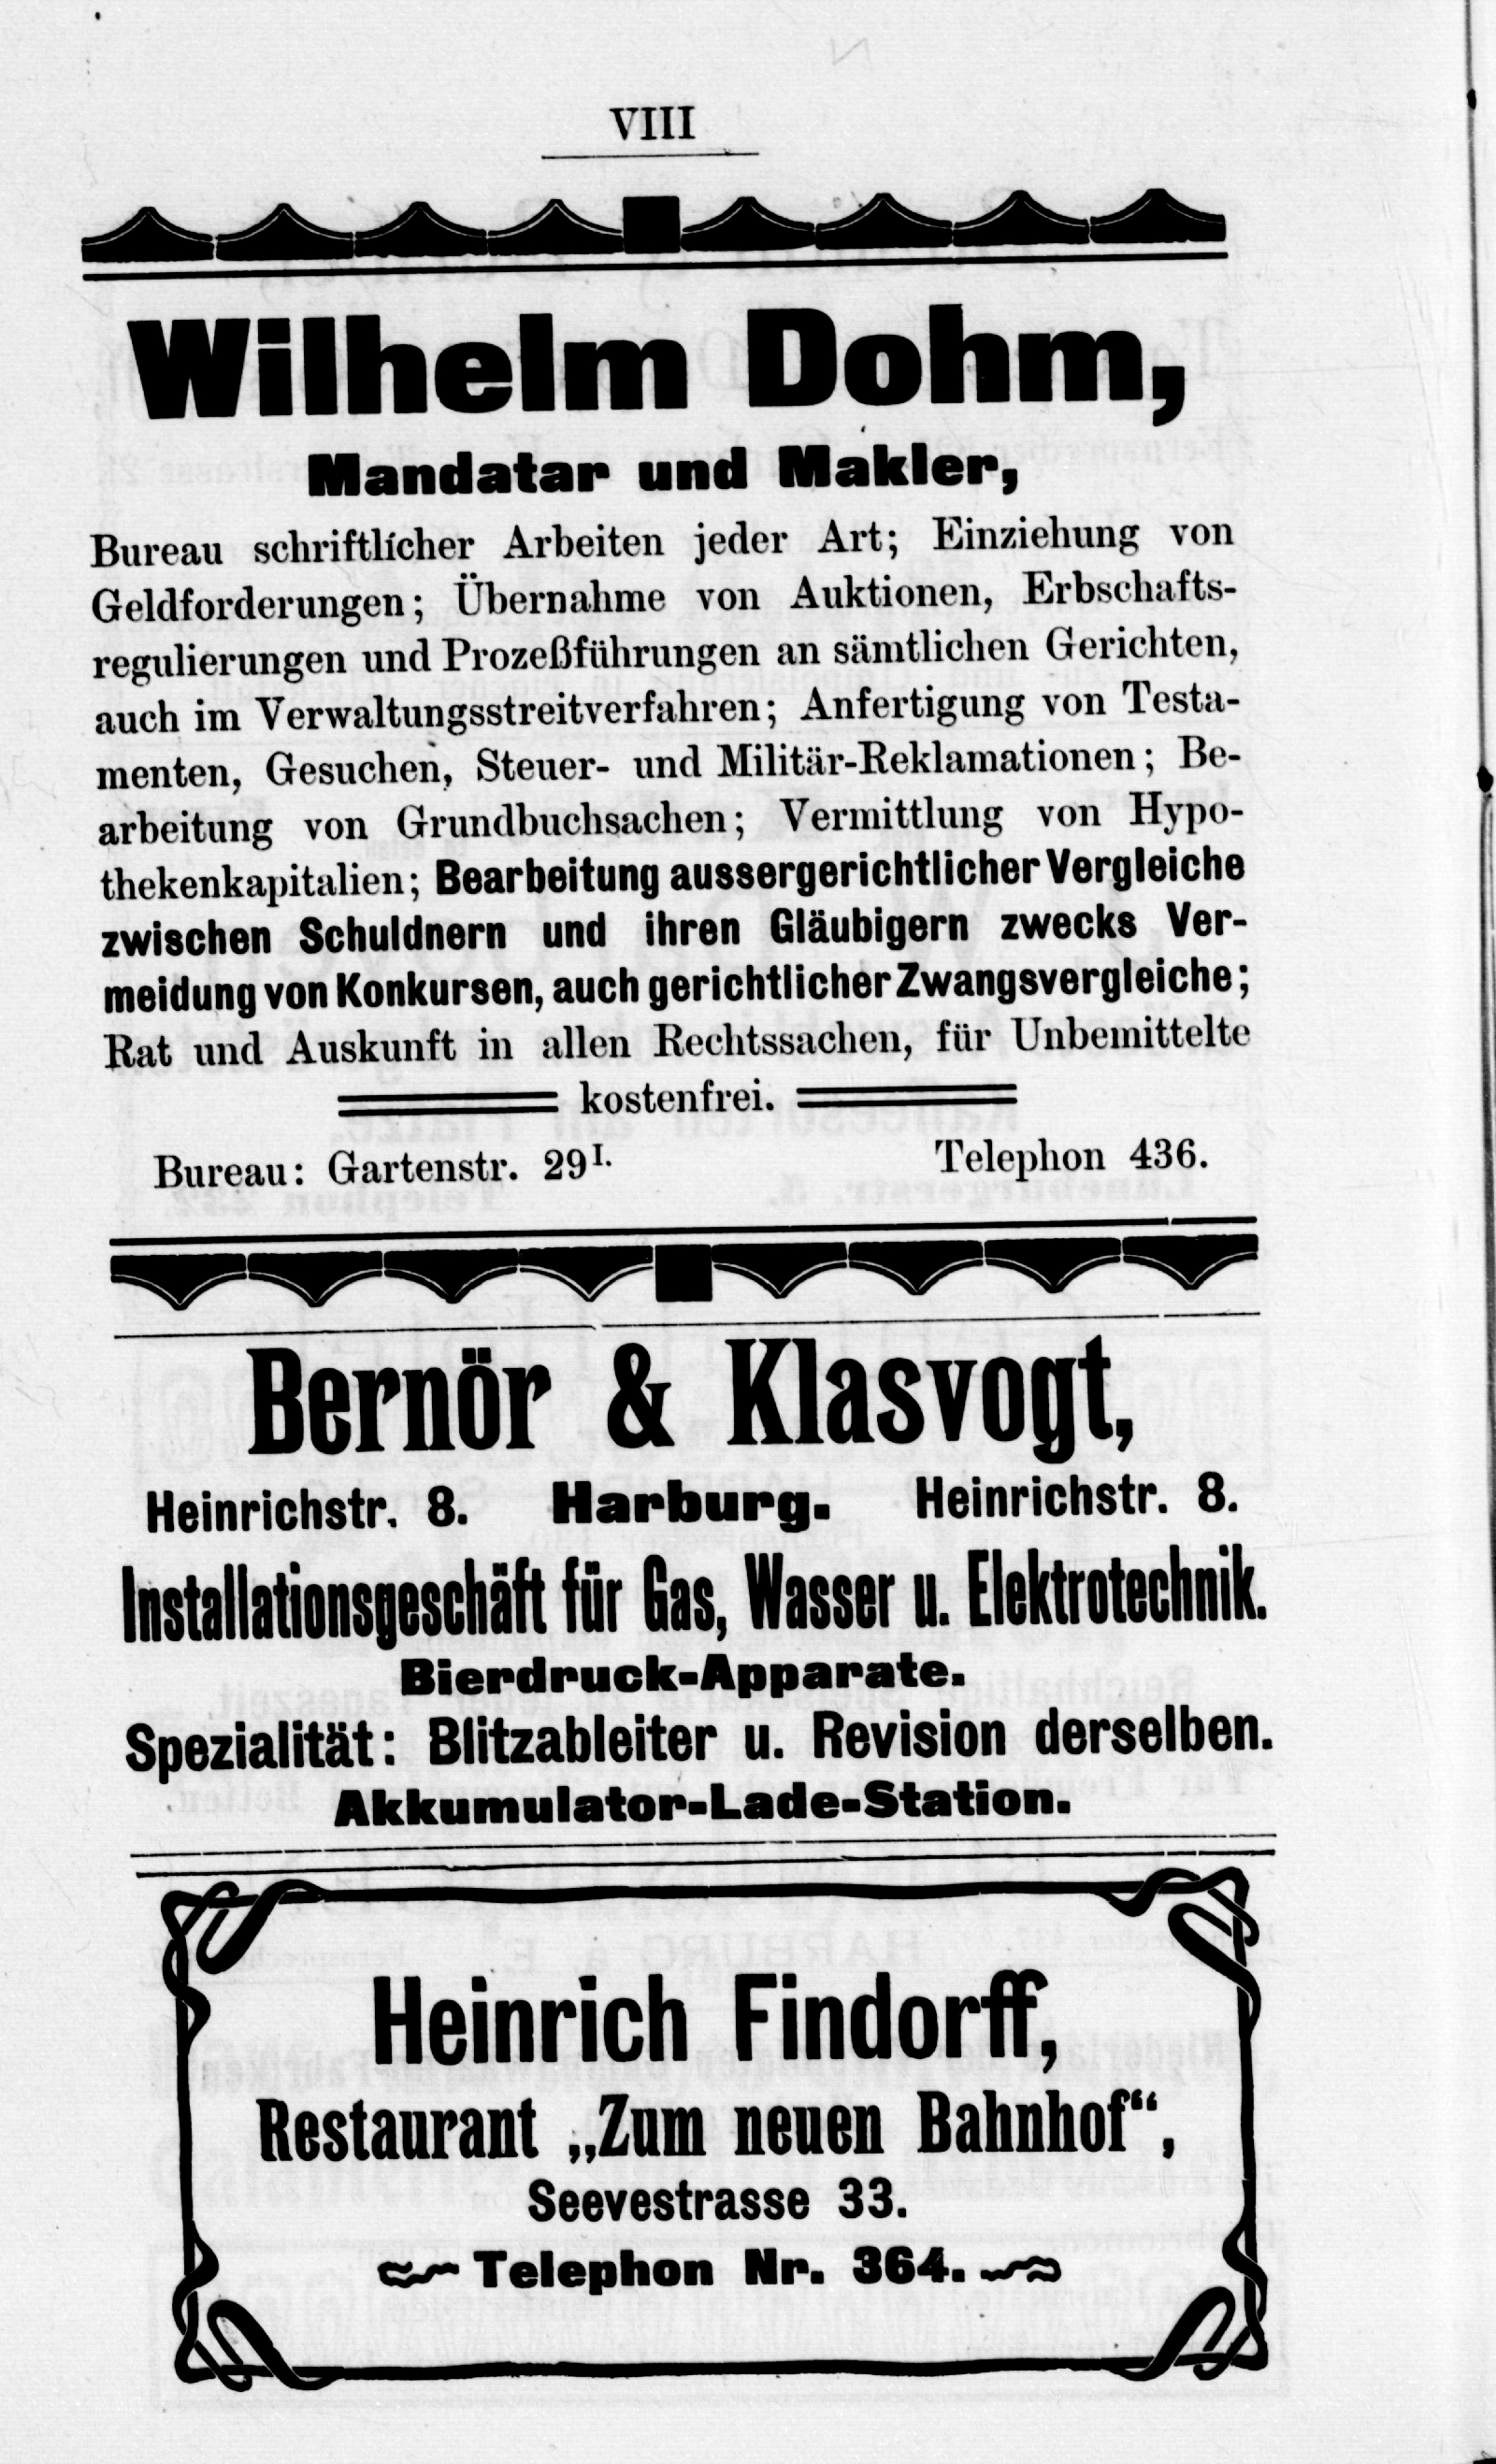 VIII
Wilhelm Dohm,
Mandatar und Makler,
Bureau schriftlicher Arbeiten jeder Art; Einziehung von
Geldforderungen; Übernahme von Auktionen, Erbschafts-
regulierungen und Prozeßführungen an sämtlichen Gerichten,
auch im Verwaltungsstreitverfahren; Anfertigung von Testa-
menten, Gesuchen, Steuer- und Militär-Reklamationen; Be-
arbeitung von Grundbuchsachen; Vermittlung von Hypo-
thekenkapitalien; Bearbeitung aussergerichtlicher Vergleiche
zwischen Schuldnern und ihren Gläubigern zwecks Ver-
meidung von Konkursen, auch gerichtlicher Zwangsvergleiche;
Rat und Auskunft in allen Rechtssachen, für Unbemittelte
kostenfrei.
Bureau: Gartenstr. 29ᴵ· Telephon 436.
Bernör & Klasvogt,
Heinrichstr. 8. Harburg. Heinrichstr. 8.
Installationsgeschäft für Gas, Wasser u. Elektrotechnik.
Bierdruck-Apparate.
Spezialität: Blitzableiter u. Revision derselben.
Akkumulator-Lade-Station.
Heinrich Findorff,
Restaurant „Zum neuen Bahnhof“,
Seevestrasse 33.
Telephon Nr. 364.